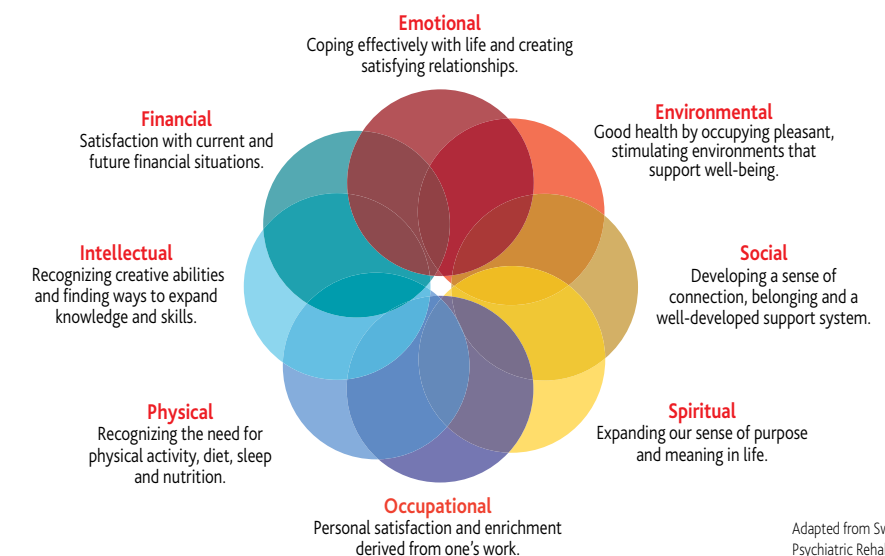 Emotional
Coping effectively with life and creating
satisfying relationships.
Financial
Satisfaction with current and
future financial situations.
Environmental
Good health by occupying pleasant,
stimulating environments that
support well-being.
Intellectual
Recognizing creative abilities
and finding ways to expand
knowledge and skills.
Social
Developing a sense of
connection, belonging and a
well-developed support system.
Physical
Recognizing the need for
physical activity, diet, sleep
and nutrition.
Spiritual
Expanding our sense of purpose
and meaning in life.
Occupational
Personal satisfaction and enrichment
derived from one's work.
Adapted from
Psychiatric